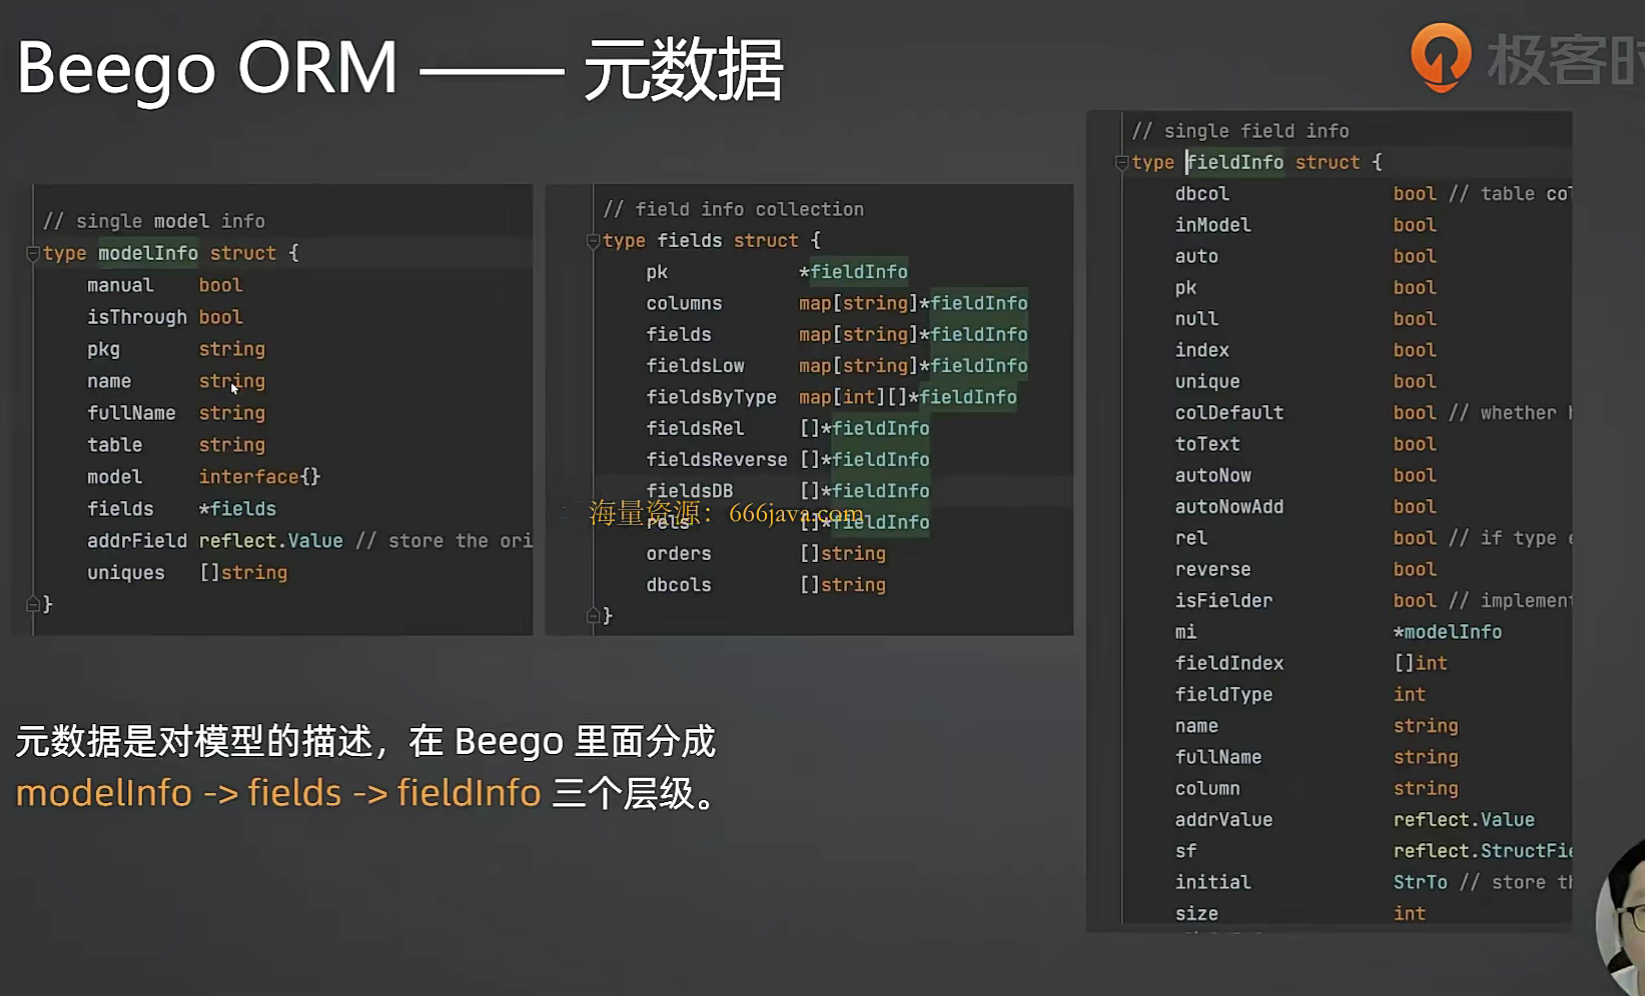 Beego ORM —— 元数据
极客时
// single model info
type modelInfo struct {
manual bool
isThrough bool
pkg string
name string
fullName string
table string
model interface{}
fields *fields
addrField reflect.Value // store the ori
uniques []string
}
// field info collection
type fields struct {
pk *fieldInfo
columns map[string]*fieldInfo
fields map[string]*fieldInfo
fieldsLow map[string]*fieldInfo
fieldsByType map[int][]*fieldInfo
fieldsRel []*fieldInfo
fieldsReverse []*fieldInfo
fieldsDB []*fieldInfo
rels []*fieldInfo
orders []string
dbcols []string
}
海量资源：666java.com
// single field info
type fieldInfo struct {
dbcol bool // table col
inModel bool
auto bool
pk bool
null bool
index bool
unique bool
colDefault bool // whether h
toText bool
autoNow bool
autoNowAdd bool
rel bool // if type e
reverse bool
isFielder bool // implement
mi *modelInfo
fieldIndex []int
fieldType int
name string
fullName string
column string
addrValue reflect.Value
sf reflect.StructFie
initial StrTo // store th
size int
元数据是对模型的描述，在 Beego 里面分成
modelInfo -> fields -> fieldInfo 三个层级。